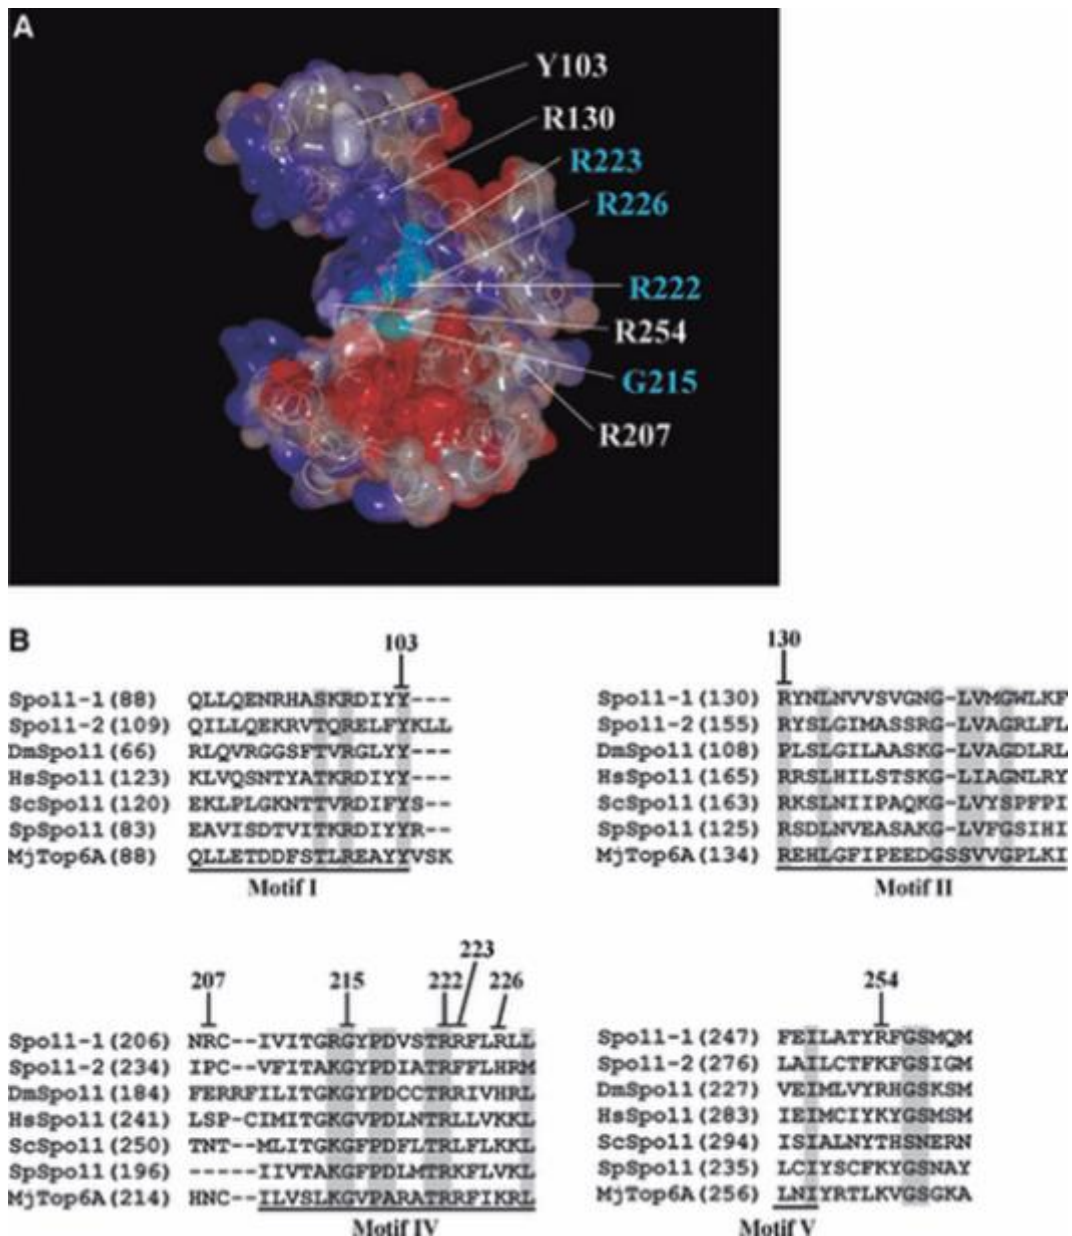 A
Y103
R130
R223
R226
R222
R254
G215
R207
B
103
Spo11-1(88) QLLQENRHASKRDIYY---
Spo11-2(109) QILLQEKRVTQRELFYKLL
DmSpo11(66) RLQVRGGSFTVRGLYY---
HsSpo11(123) KLVQSNTYATKRDIYY---
ScSpo11(120) EKLPLGKNTTVRDIFYS--
SpSpo11(83) EAVISDTVITKRDIYYR--
MjTop6A(88) QLLETDDFSTLREAYYVSK
Motif I
130
Spo11-1(130) RYNLNVVSVGNG-LVMGWLKF
Spo11-2(155) RYSLGIMASSRG-LVAGRLFL
DmSpo11(108) PLSLGILAASKG-LVAGDLRL
HsSpo11(165) RRSLHILSTSKG-LIAGNLRY
ScSpo11(163) RKSLNIIPAQKG-LVYSPFPI
SpSpo11(125) RSDLNVEASAKG-LVFGSIHI
MjTop6A(134) REHLGFIPEEDGSSVVGPLKI
Motif II
207 215 222 223 226
Spo11-1(206) NRC--IVITGRGYPDVSTRRFLRLL
Spo11-2(234) IPC--VFITAKGYPDIATRFFLHRM
DmSpo11(184) FERRFILITGKGYPDCCTRRIVHRL
HsSpo11(241) LSP-CIMITGKGVPDLNTRLLVKKL
ScSpo11(250) TNT--MLITGKGFPDFLTRLFLKKL
SpSpo11(196) -----IIVTAKGFPDLMTRKFLVKL
MjTop6A(214) HNC--ILVSLKGVPARATRRFIKRL
Motif IV
254
Spo11-1(247) FEILATYRFGSMQM
Spo11-2(276) LAILCTFKFGSIGM
DmSpo11(227) VEIMLVYRHGSKSM
HsSpo11(283) IEIMCIYKYGSMSM
ScSpo11(294) ISIALNYTHSNERN
SpSpo11(235) LCIYSCFKYGSNAY
MjTop6A(256) LNIYRTLKVGSGKA
Motif V